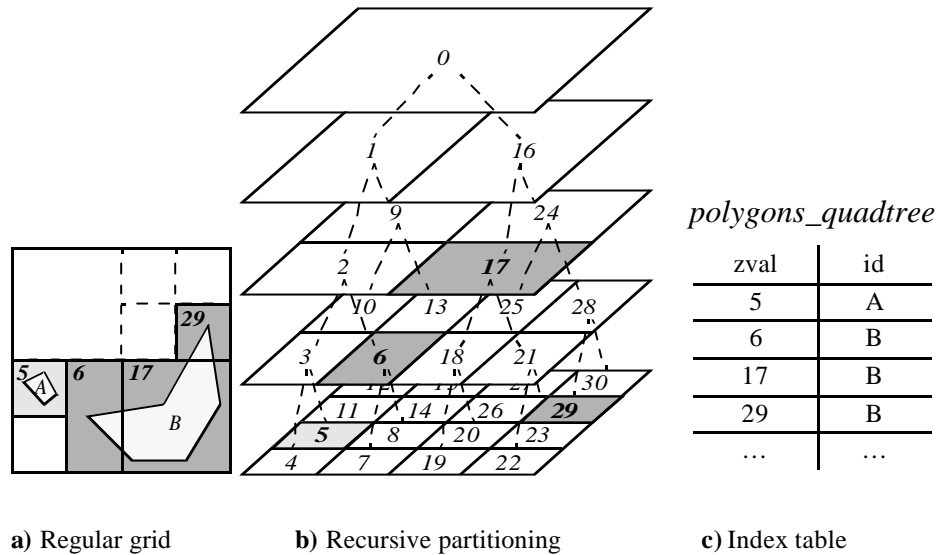 0
1 16
9 24
2 17
10 13 25 28
3 6 18 21
30
11 14 26 29
5 8 20 23
4 7 19 22
29
5 6 17
A
B
polygons_quadtree
zval id
5 A
6 B
17 B
29 B
... ...
a) Regular grid
b) Recursive partitioning
c) Index table